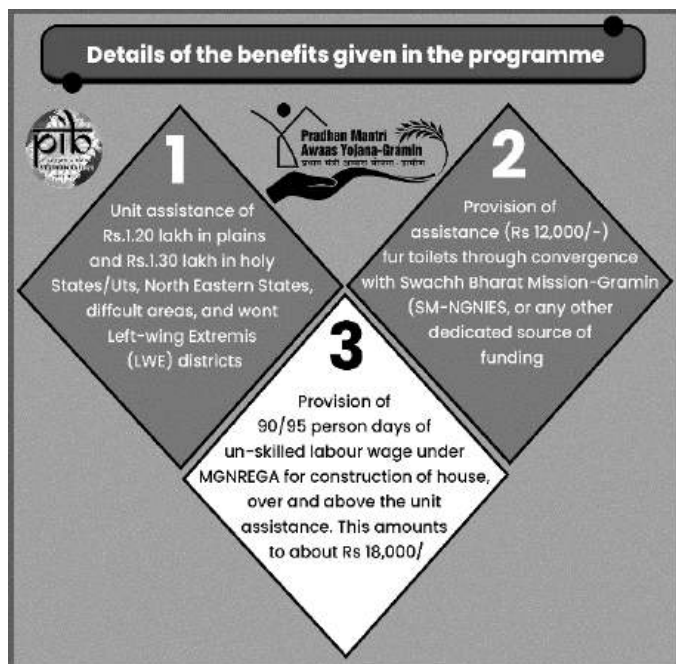 Details of the benefits given in the programme
pib
Pradhan Mantri
Awaas Yojana-Gramin
प्रधान मंत्री आवास योजना - ग्रामीण
1
Unit assistance of
Rs.1.20 lakh in plains
and Rs.1.30 lakh in holy
States/Uts, North Eastern States,
diffcult areas, and wont
Left-wing Extremis
(LWE) districts
2
Provision of
assistance (Rs 12,000/-)
fur toilets through convergence
with Swachh Bharat Mission-Gramin
(SM-NGNIES, or any other
dedicated source of
funding
3
Provision of
90/95 person days of
un-skilled labour wage under
MGNREGA for construction of house,
over and above the unit
assistance. This amounts
to about Rs 18,000/